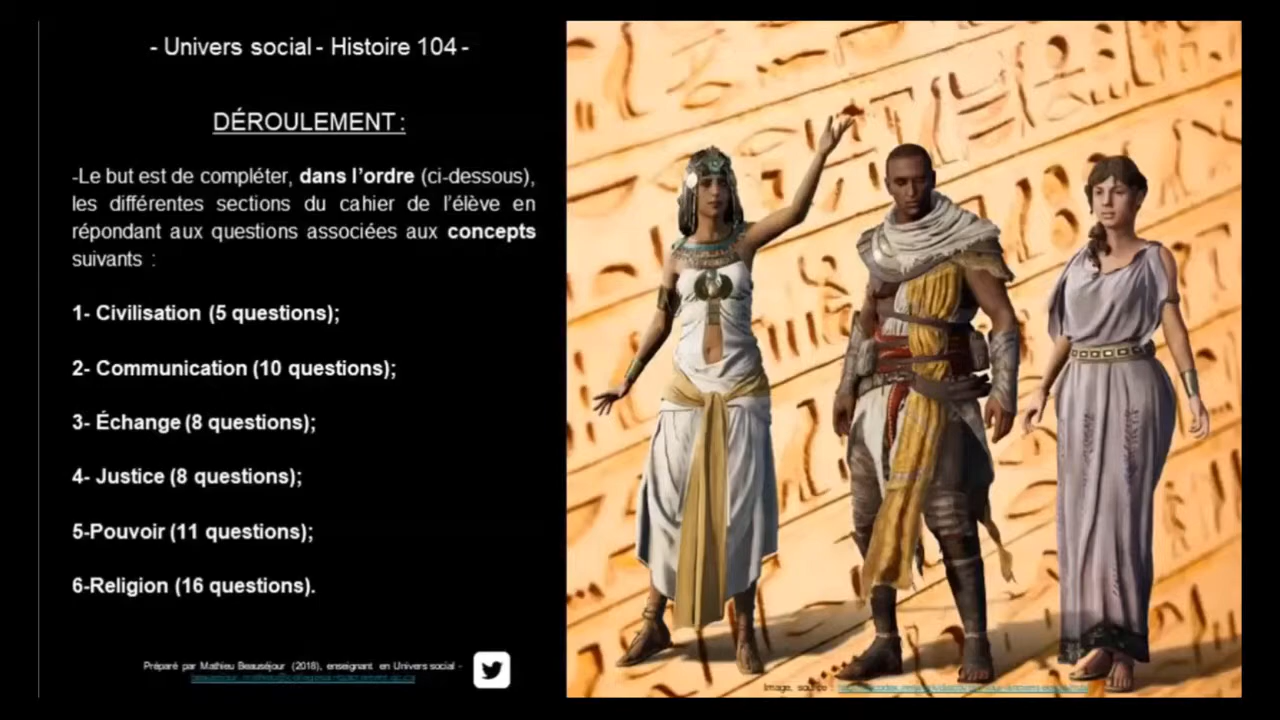 - Univers social - Histoire 104 -
DÉROULEMENT :
-Le but est de compléter, dans l’ordre (ci-dessous),
les différentes sections du cahier de l’élève en
répondant aux questions associées aux concepts
suivants :
1- Civilisation (5 questions);
2- Communication (10 questions);
3- Échange (8 questions);
4- Justice (8 questions);
5-Pouvoir (11 questions);
6-Religion (16 questions).
Préparé par Mathieu Beauséjour (2018), enseignant en Univers social -
Image, source :